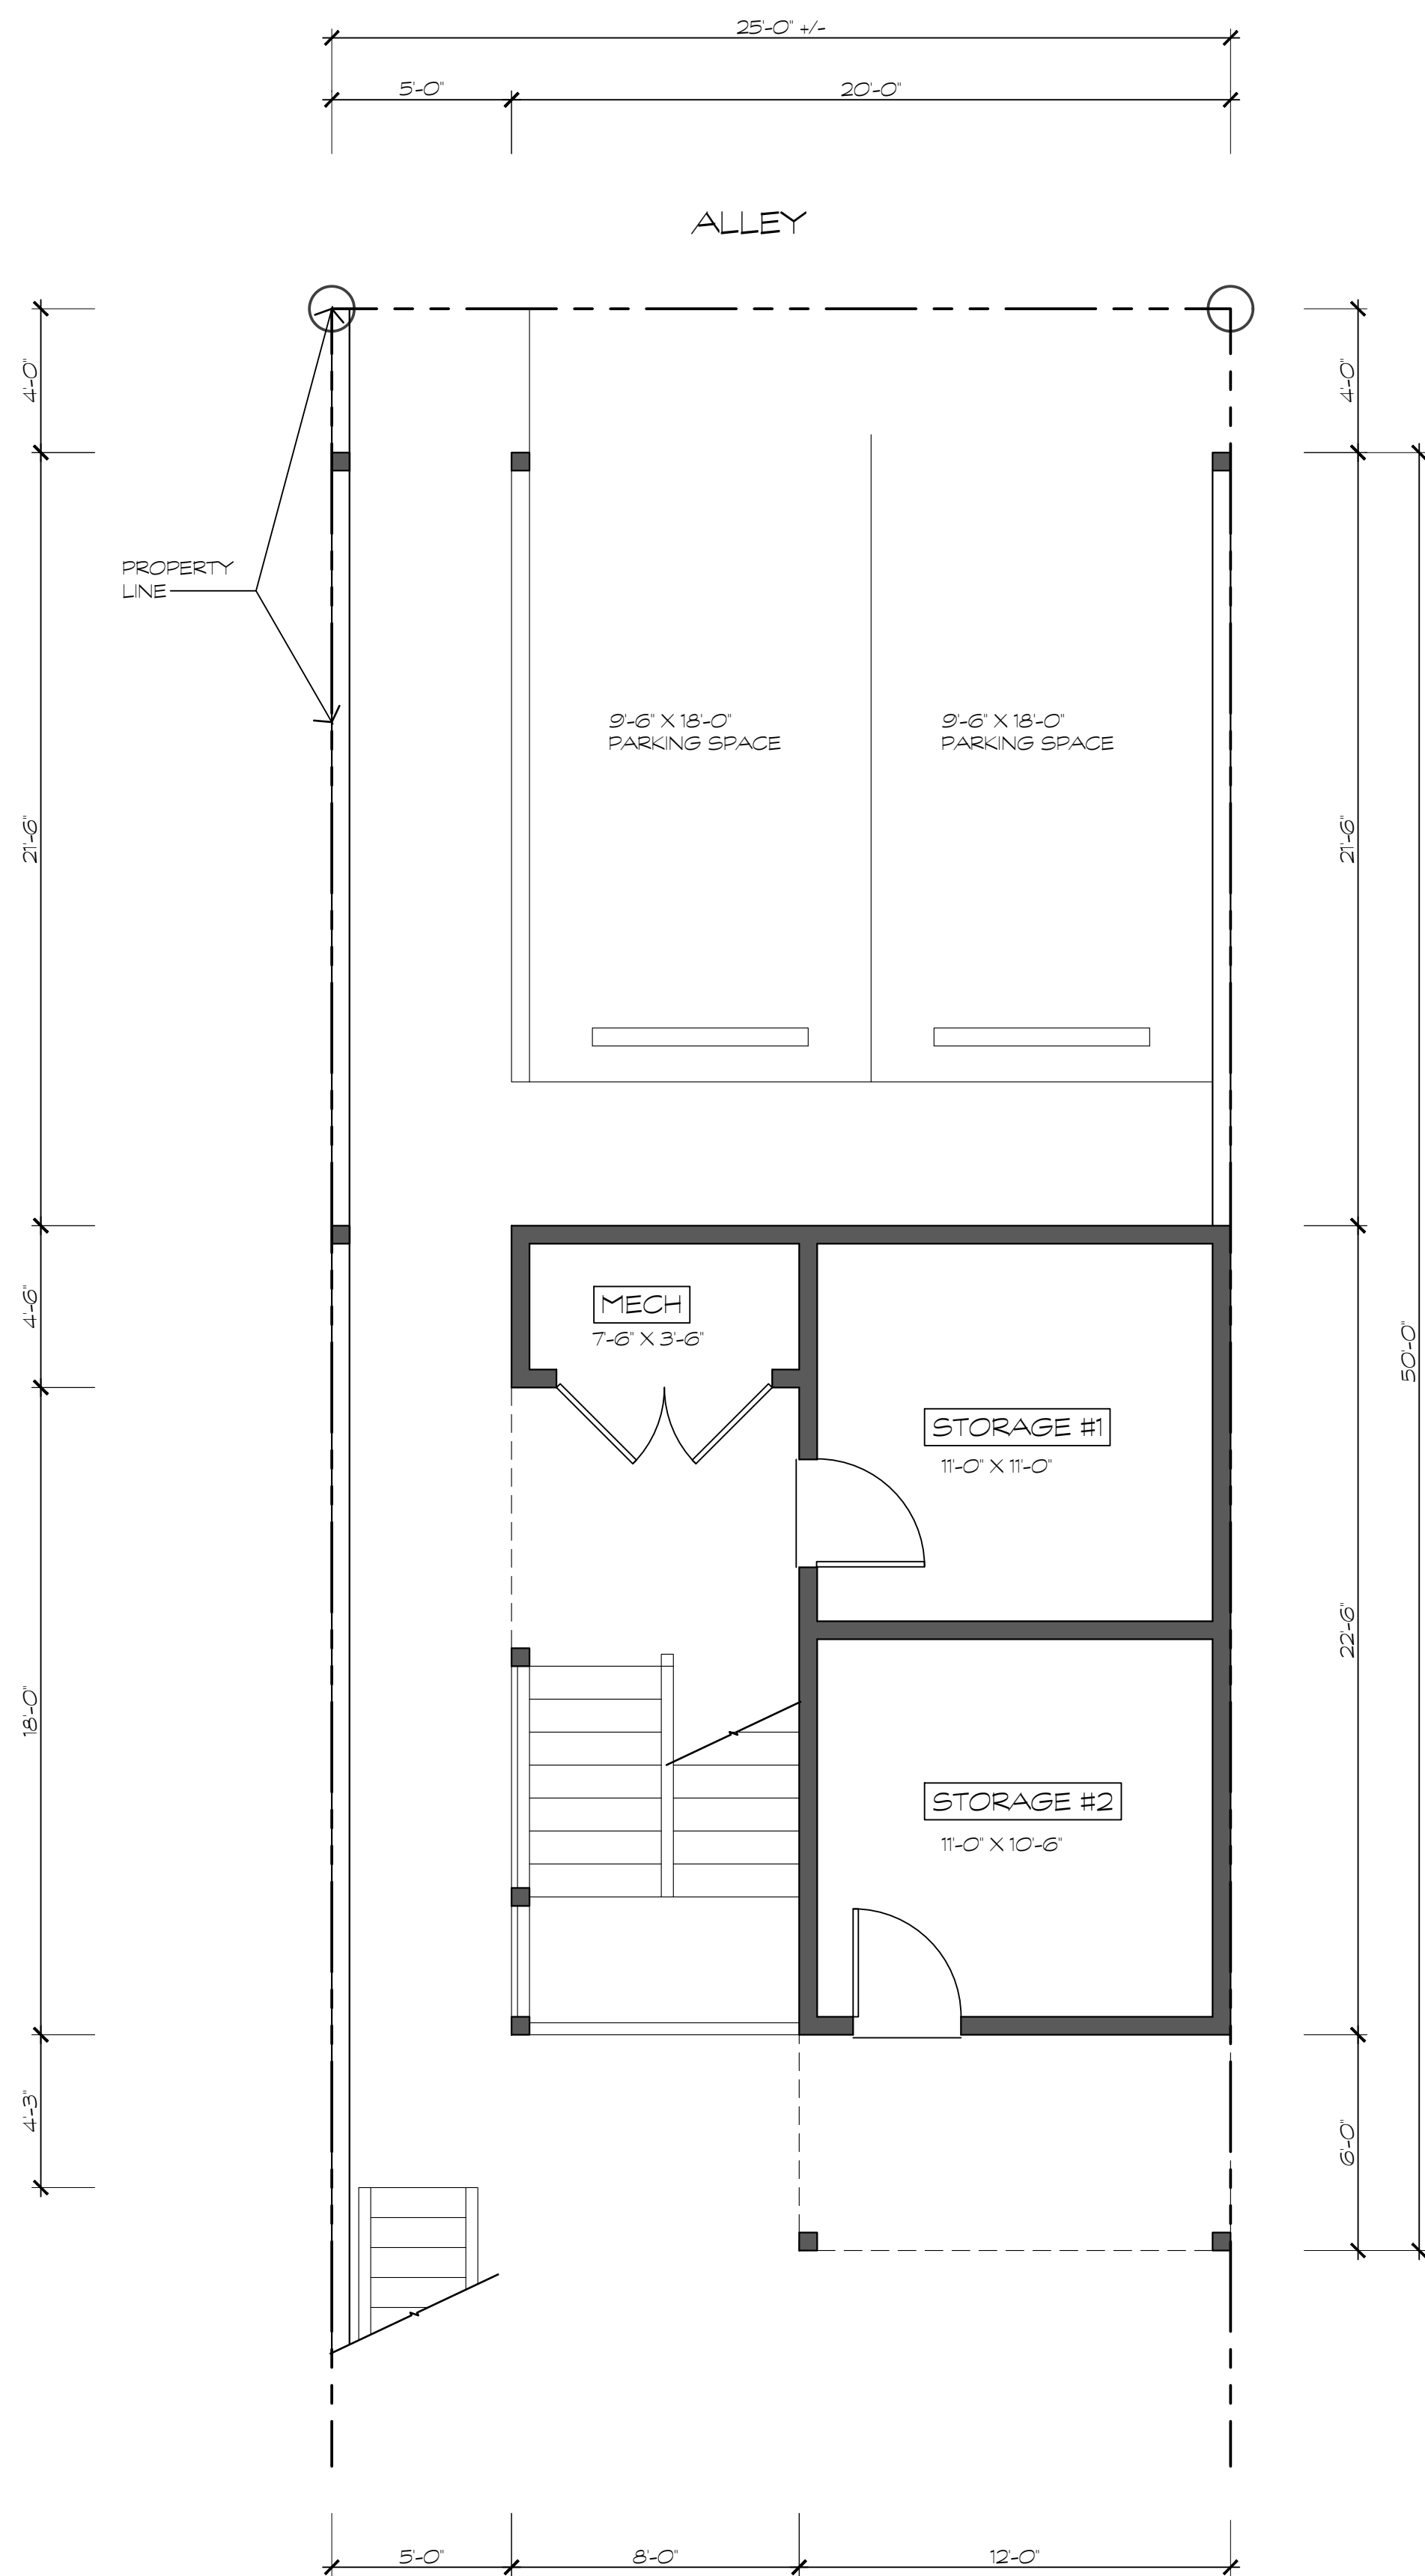 25'-0" +/-
5'-0"
20'-0"
ALLEY
4'-0"
4'-0"
PROPERTY
LINE
9'-6" X 18'-0"
PARKING SPACE
9'-6" X 18'-0"
PARKING SPACE
21'-6"
21'-6"
MECH
7'-6" X 3'-6"
4'-6"
50'-0"
STORAGE #1
11'-0" X 11'-0"
22'-6"
18'-0"
STORAGE #2
11'-0" X 10'-6"
4'-3"
6'-0"
5'-0"
8'-0"
12'-0"